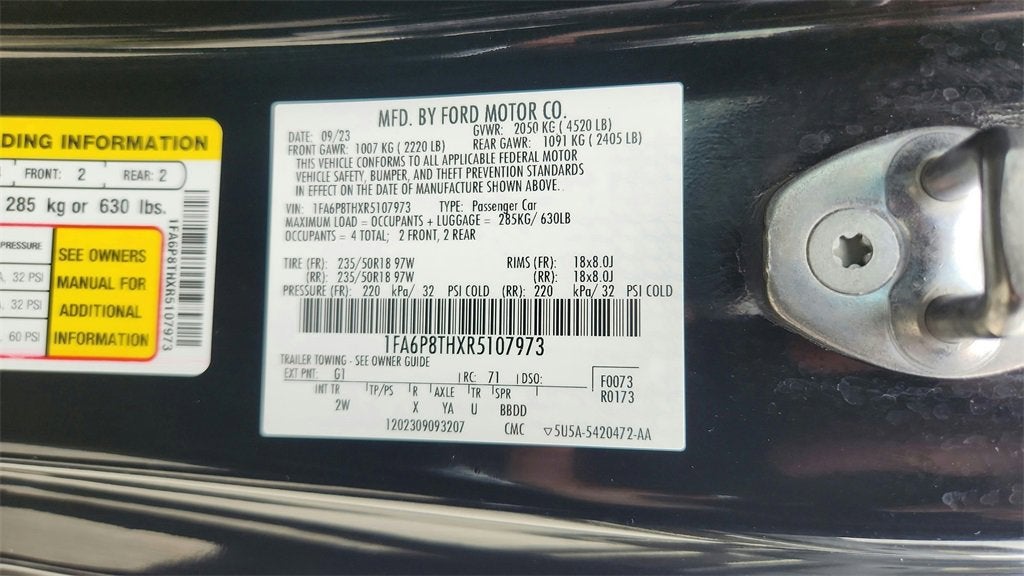 DING INFORMATION
FRONT: 2 REAR: 2
285 kg or 630 lbs.
PRESSURE
32 PSI
32 PSI
60 PSI
SEE OWNERS
MANUAL FOR
ADDITIONAL
INFORMATION
1FA6P8THXR5107973
MFD. BY FORD MOTOR CO.
DATE: 09/23 GVWR: 2050 KG ( 4520 LB)
FRONT GAWR: 1007 KG ( 2220 LB) REAR GAWR: 1091 KG ( 2405 LB)
THIS VEHICLE CONFORMS TO ALL APPLICABLE FEDERAL MOTOR
VEHICLE SAFETY, BUMPER, AND THEFT PREVENTION STANDARDS
IN EFFECT ON THE DATE OF MANUFACTURE SHOWN ABOVE.
VIN: 1FA6P8THXR5107973 TYPE: Passenger Car
MAXIMUM LOAD = OCCUPANTS + LUGGAGE = 285KG/ 630LB
OCCUPANTS = 4 TOTAL; 2 FRONT, 2 REAR
TIRE (FR): 235/50R18 97W RIMS (FR): 18x8.0J
(RR): 235/50R18 97W (RR): 18x8.0J
PRESSURE (FR): 220 kPa/ 32 PSI COLD (RR): 220 kPa/ 32 PSI COLD
1FA6P8THXR5107973
TRAILER TOWING - SEE OWNER GUIDE
EXT PNT: G1 RC: 71 DSO:
F0073
R0173
INT TR TP/PS R AXLE TR SPR
2W X YA U BBDD
1202309093207 CMC ▽5U5A-5420472-AA